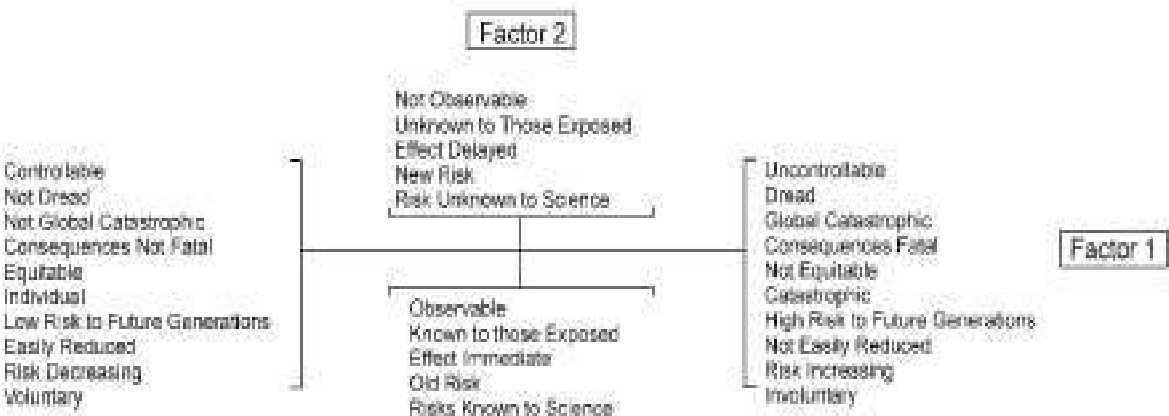 Factor 2
Not Observable
Unknown to Those Exposed
Effect Delayed
New Risk
Risk Unknown to Science
Controllable
Not Dread
Not Global Catastrophic
Consequences Not Fatal
Equitable
Individual
Low Risk to Future Generations
Easily Reduced
Risk Decreasing
Voluntary
Uncontrollable
Dread
Global Catastrophic
Consequences Fatal
Not Equitable
Catastrophic
High Risk to Future Generations
Not Easily Reduced
Risk Increasing
Involuntary
Factor 1
Observable
Known to those Exposed
Effect Immediate
Old Risk
Risks Known to Science